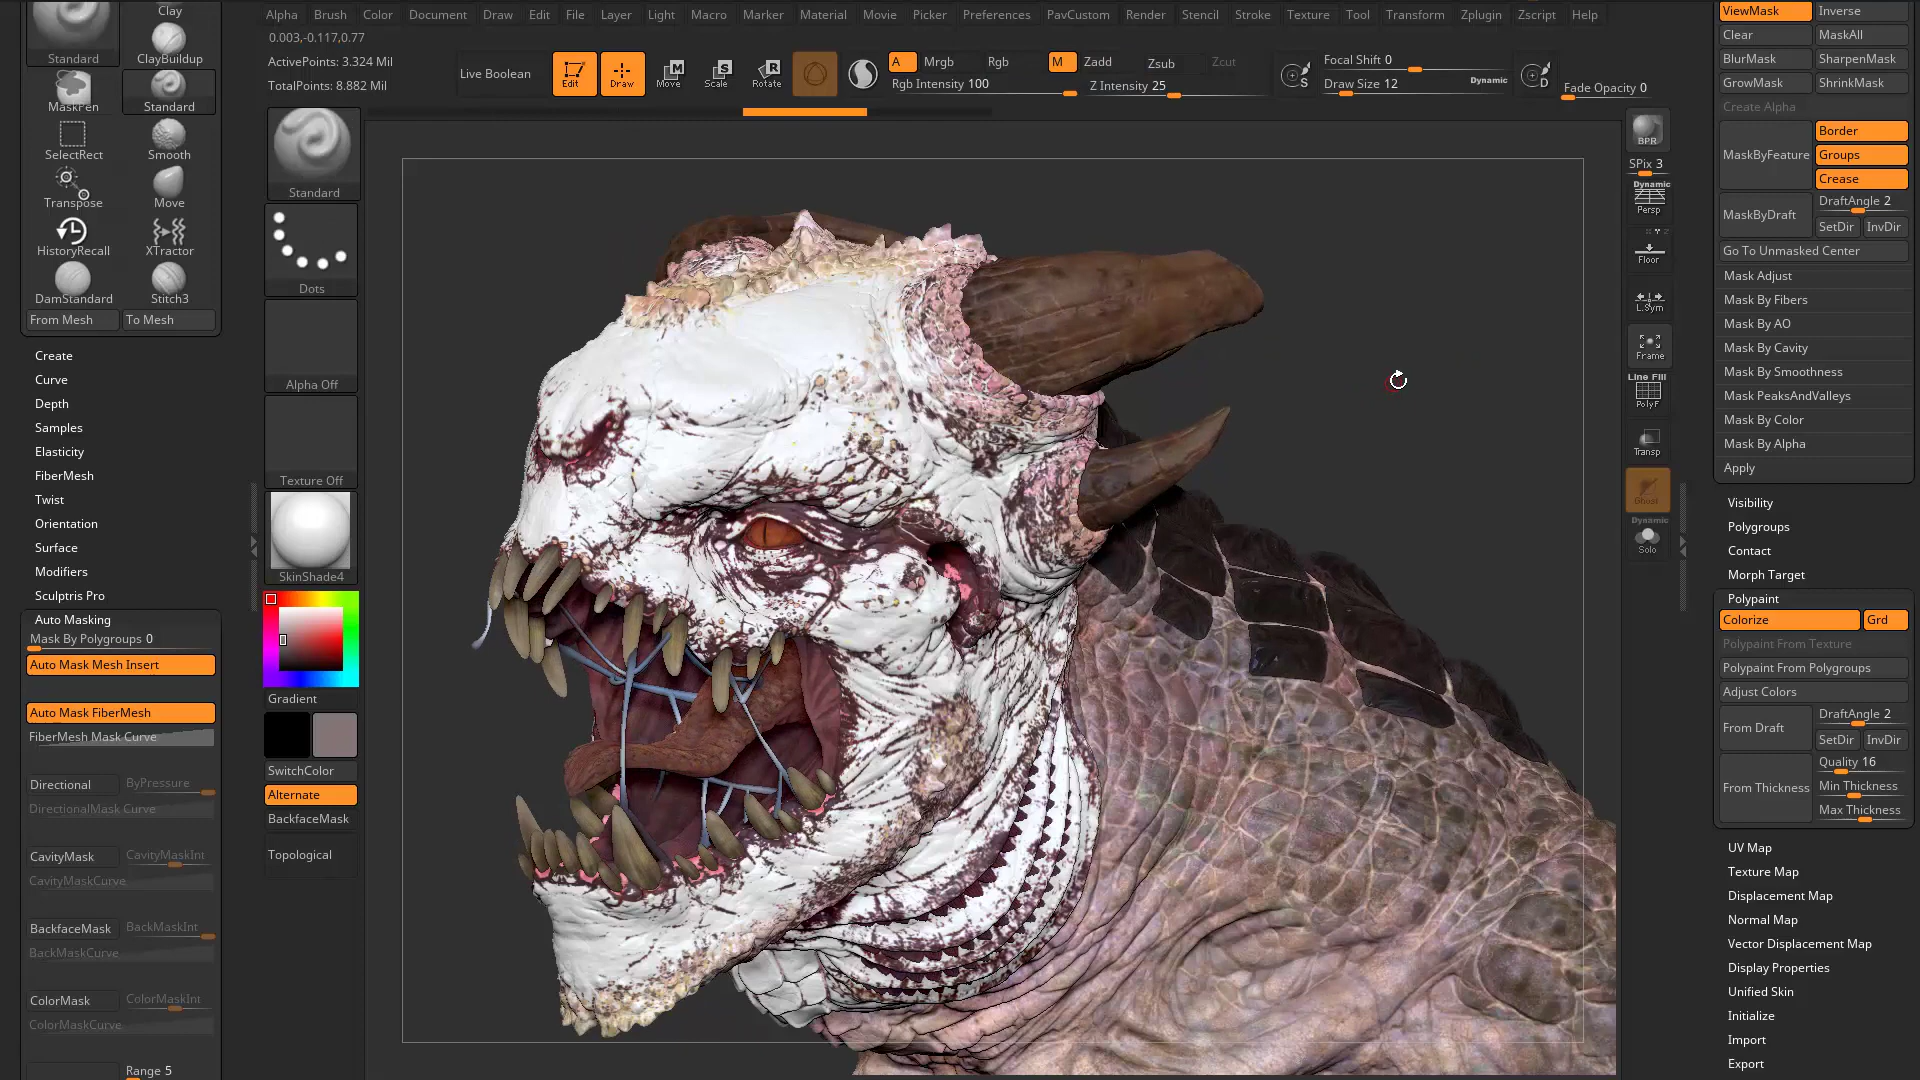 Alpha Brush Color Document Draw Edit File Layer Light Macro Marker Material Movie Picker Preferences PavCustom Render Stencil Stroke Texture Tool Transform Zplugin Zscript Help
0.003,-0.117,0.77
ActivePoints: 3.324 Mil
TotalPoints: 8.882 Mil
Live Boolean
Edit
Draw
Move
Scale
Rotate
A
Mrgb
Rgb
M
Zadd
Zsub
Zcut
Rgb Intensity 100
Z Intensity 25
S
Focal Shift 0
Draw Size 12
Dynamic
D
Fade Opacity 0
Clay
Standard
ClayBuildup
MaskPen
Standard
SelectRect
Smooth
Transpose
Move
HistoryRecall
XTractor
DamStandard
Stitch3
From Mesh
To Mesh
Create
Curve
Depth
Samples
Elasticity
FiberMesh
Twist
Orientation
Surface
Modifiers
Sculptris Pro
Auto Masking
Mask By Polygroups 0
Auto Mask Mesh Insert
Auto Mask FiberMesh
FiberMesh Mask Curve
Directional
ByPressure
DirectionalMask Curve
CavityMask
CavityMaskInt
CavityMaskCurve
BackfaceMask
BackMaskInt
BackMaskCurve
ColorMask
ColorMaskInt
ColorMaskCurve
Range 5
Standard
Dots
Alpha Off
Texture Off
SkinShade4
Gradient
SwitchColor
Alternate
BackfaceMask
Topological
BPR
SPix 3
Dynamic
Persp
Floor
L.Sym
Frame
Line Fill
PolyF
Transp
Ghost
Dynamic
Solo
ViewMask
Inverse
Clear
MaskAll
BlurMask
SharpenMask
GrowMask
ShrinkMask
Create Alpha
MaskByFeature
Border
Groups
Crease
MaskByDraft
DraftAngle 2
SetDir
InvDir
Go To Unmasked Center
Mask Adjust
Mask By Fibers
Mask By AO
Mask By Cavity
Mask By Smoothness
Mask PeaksAndValleys
Mask By Color
Mask By Alpha
Apply
Visibility
Polygroups
Contact
Morph Target
Polypaint
Colorize
Grd
Polypaint From Texture
Polypaint From Polygroups
Adjust Colors
From Draft
DraftAngle 2
SetDir
InvDir
From Thickness
Quality 16
Min Thickness
Max Thickness
UV Map
Texture Map
Displacement Map
Normal Map
Vector Displacement Map
Display Properties
Unified Skin
Initialize
Import
Export